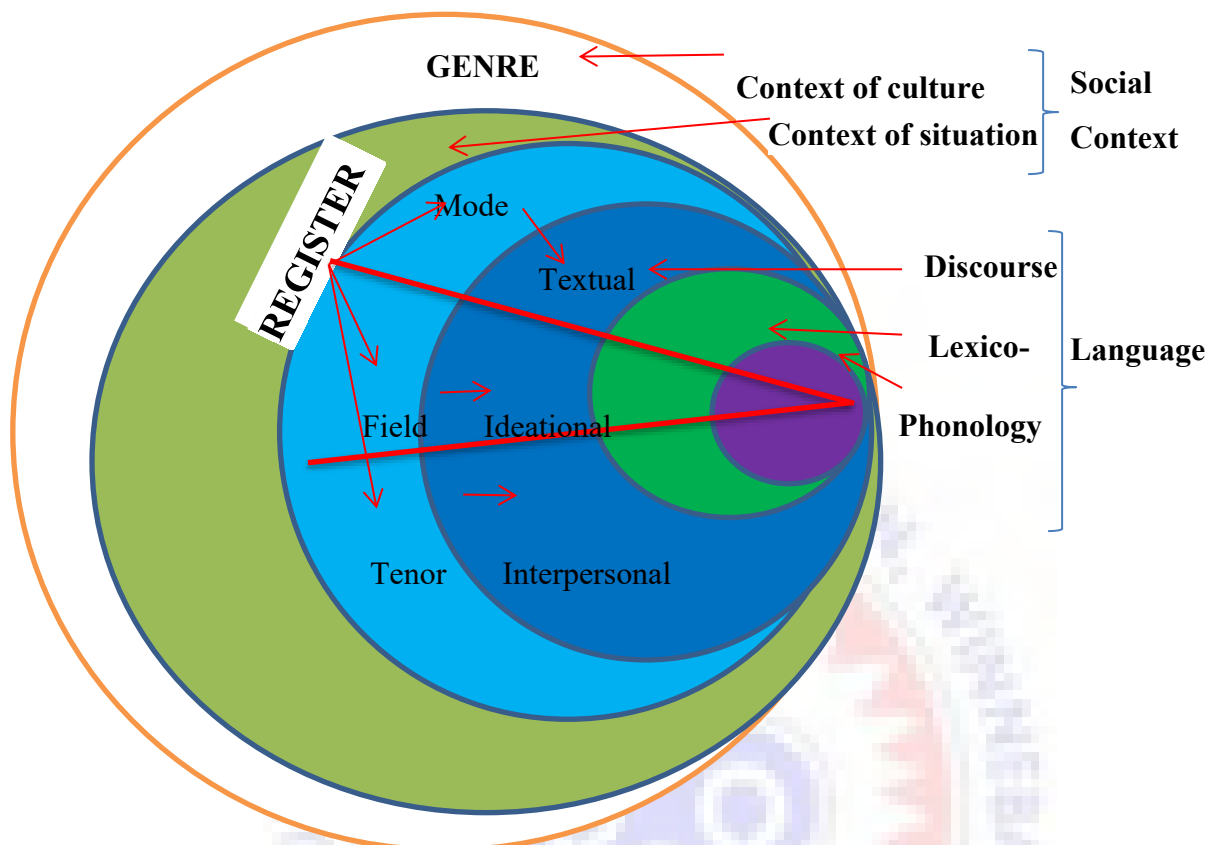 GENRE
Context of culture
Context of situation
Social
Context
REGISTER
Mode
Textual
Discourse
Lexico-
Language
Field
Ideational
Phonology
Tenor
Interpersonal
WINNEB